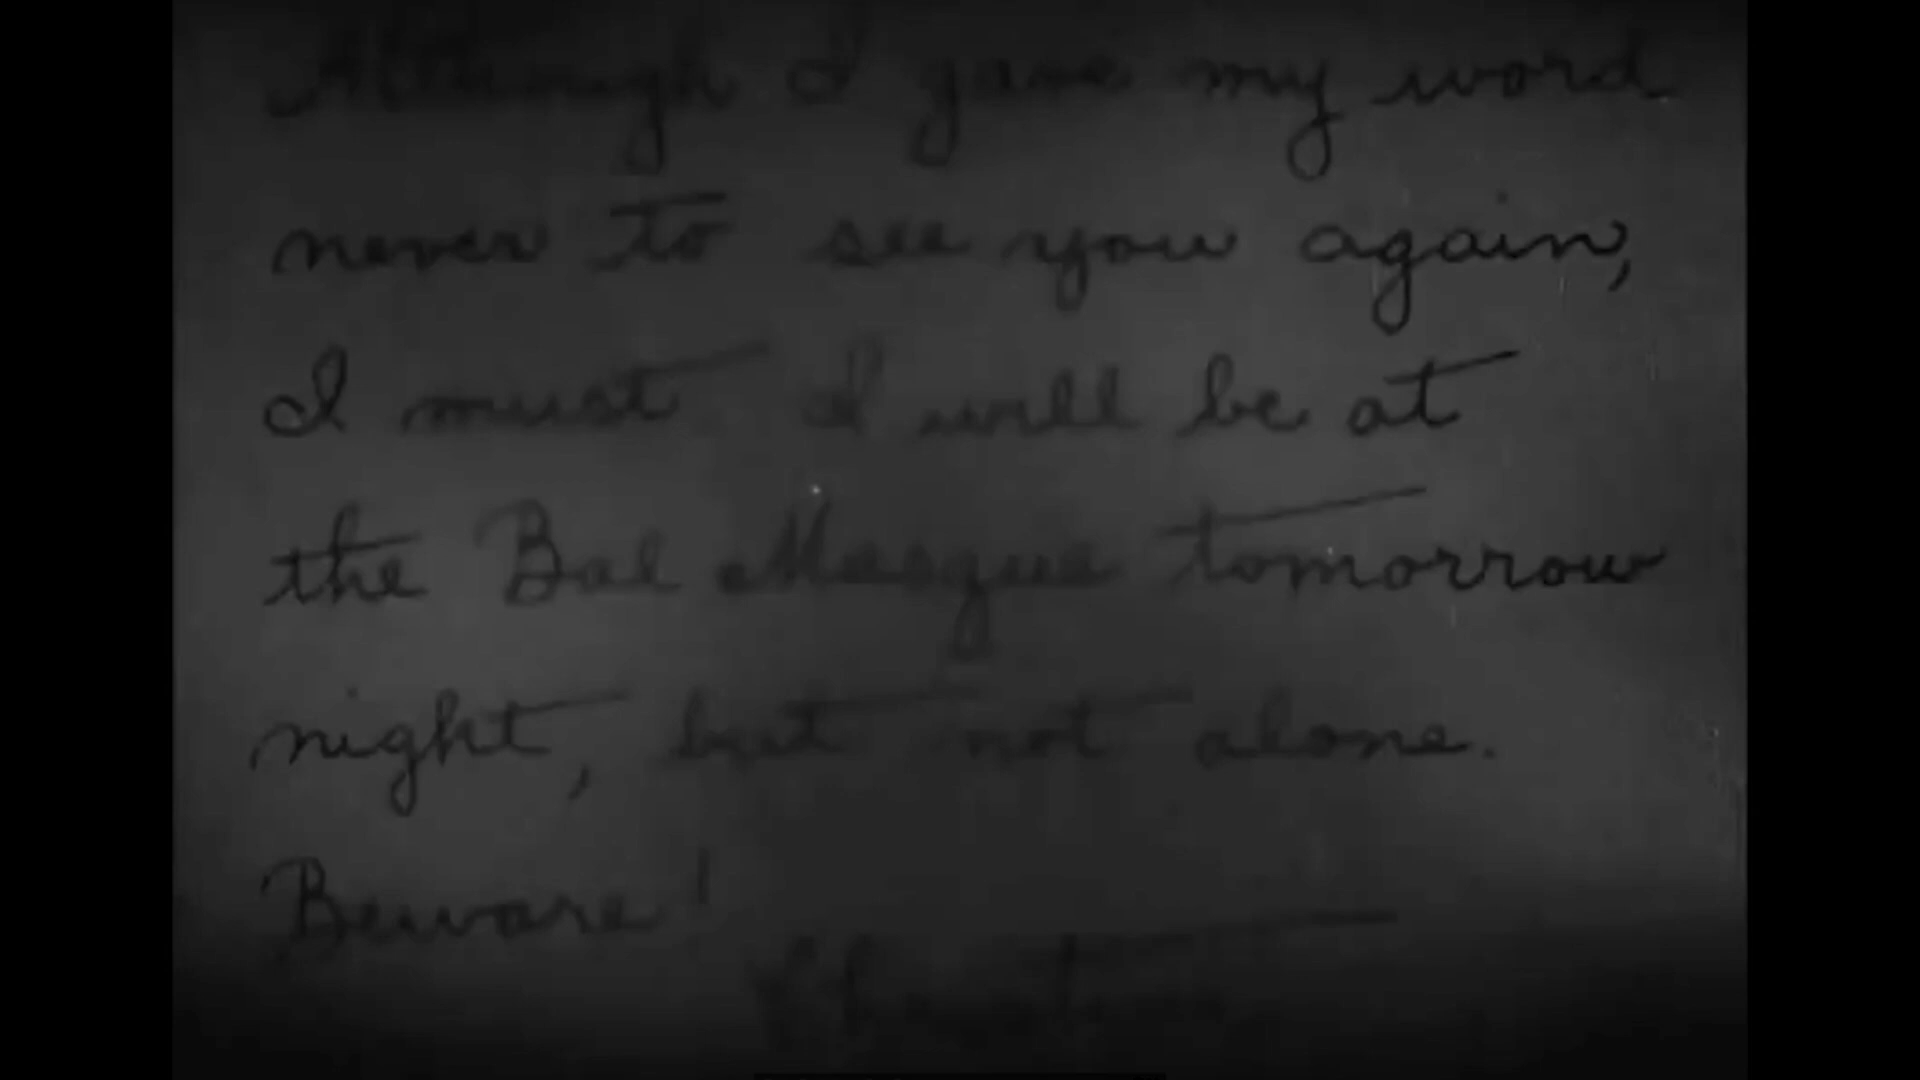 Although I gave my word
never to see you again,
I must. I will be at
the Bal Masque tomorrow
night, but not alone.
Beware!
Christine